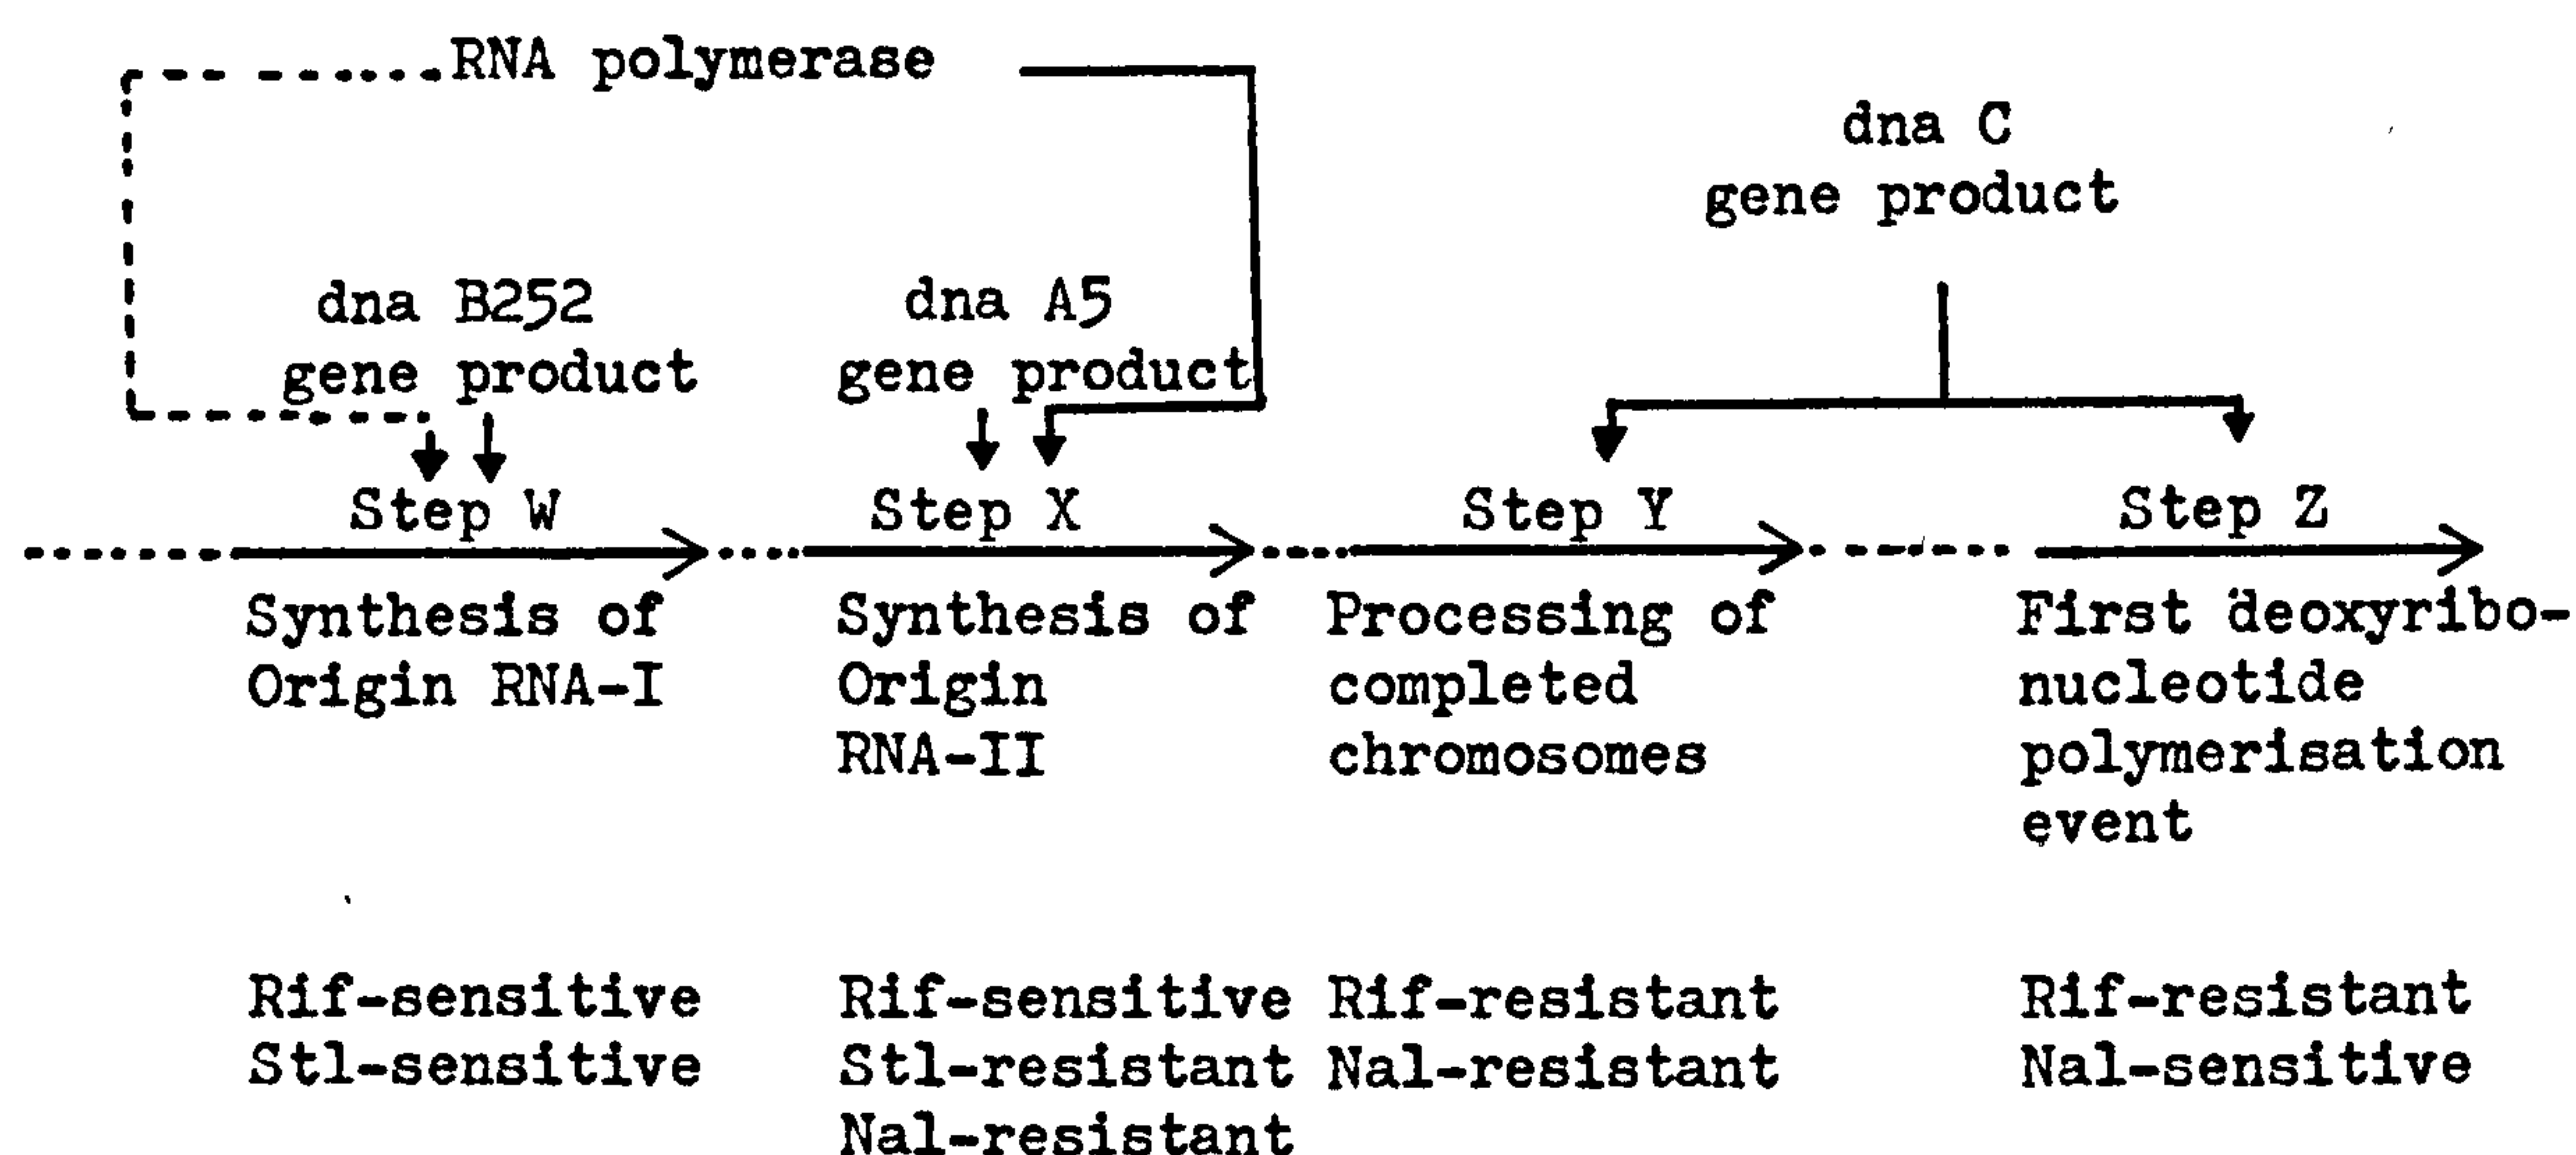 RNA polymerase
dna C
gene product
dna B252
gene product
dna A5
gene product
Step W
Step X
Step Y
Step Z
Synthesis of
Origin RNA-I
Synthesis of
Origin
RNA-II
Processing of
completed
chromosomes
First deoxyribo-
nucleotide
polymerisation
event
Rif-sensitive
Stl-sensitive
Rif-sensitive
Stl-resistant
Nal-resistant
Rif-resistant
Nal-resistant
Rif-resistant
Nal-sensitive